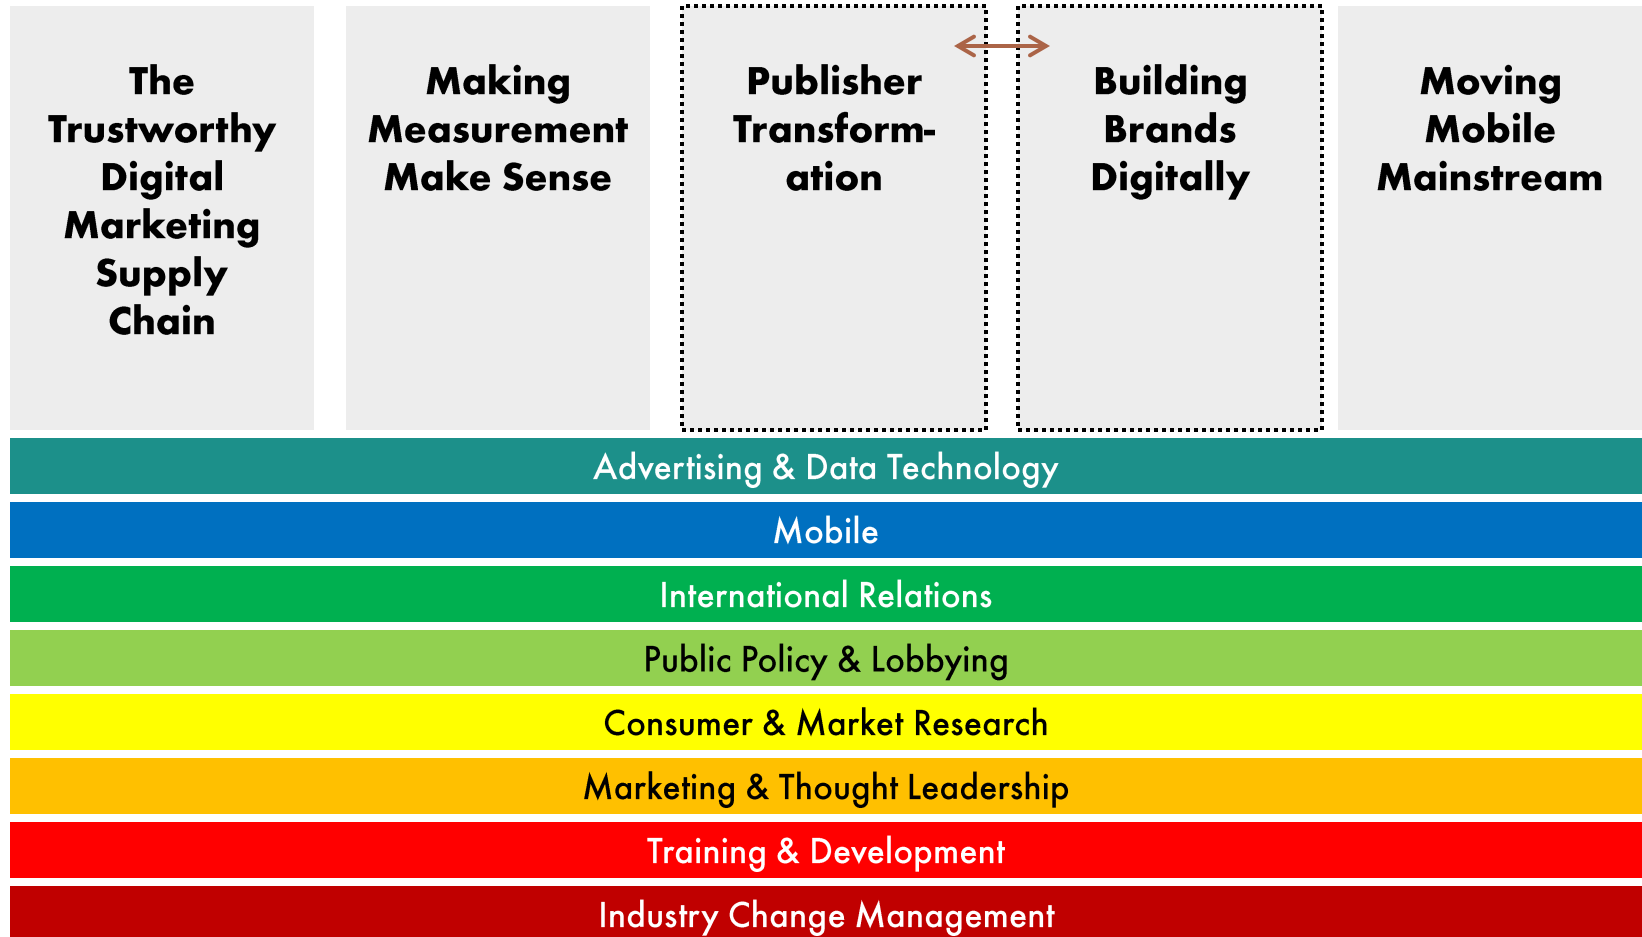 The
Trustworthy
Digital
Marketing
Supply
Chain
Making
Measurement
Make Sense
Publisher
Transform-
ation
Building
Brands
Digitally
Moving
Mobile
Mainstream
Advertising & Data Technology
Mobile
International Relations
Public Policy & Lobbying
Consumer & Market Research
Marketing & Thought Leadership
Training & Development
Industry Change Management